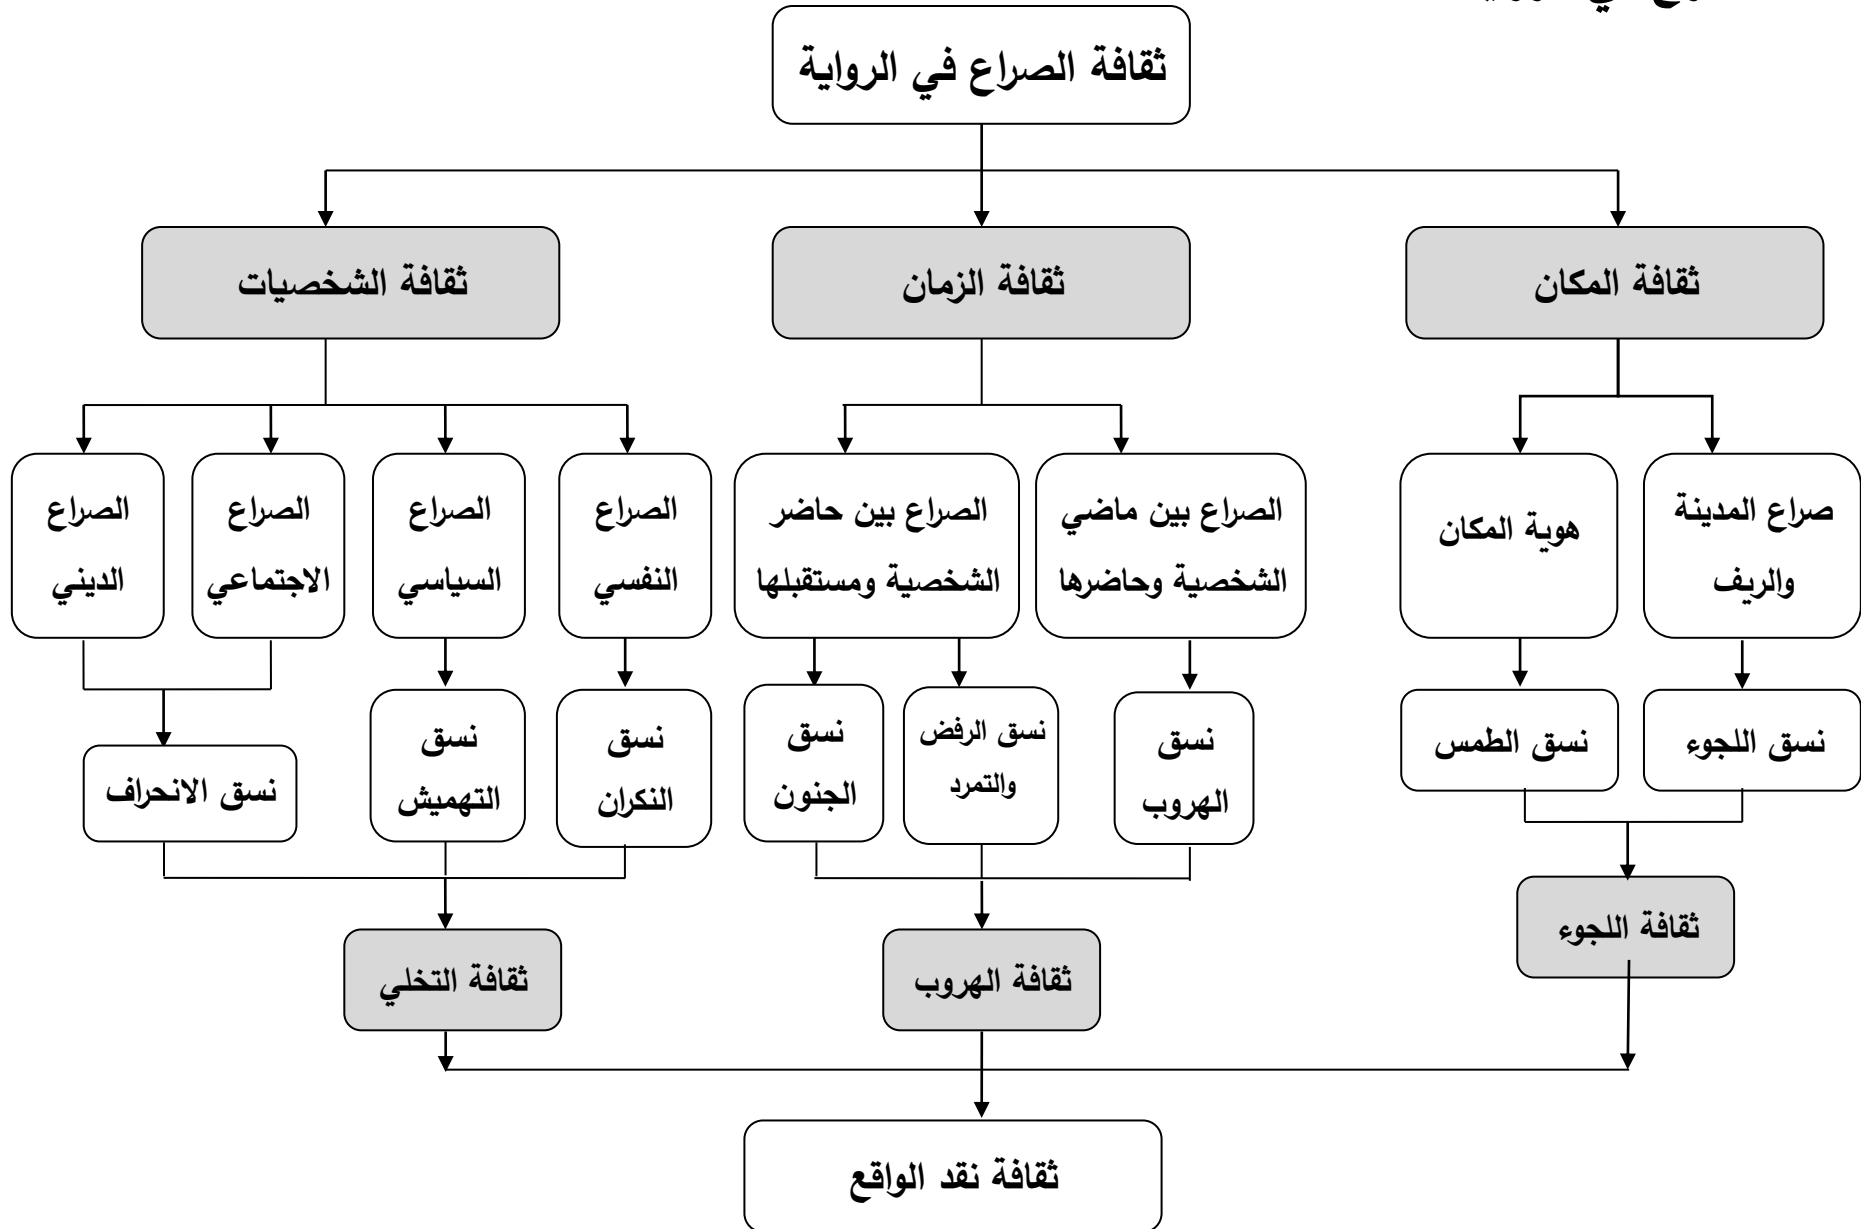 ثقافة الصراع في الرواية
ثقافة المكان
ثقافة الزمان
ثقافة الشخصيات
صراع المدينة
والريف
هوية المكان
الصراع بين ماضي
الشخصية وحاضرها
الصراع بين حاضر
الشخصية ومستقبلها
الصراع
النفسي
الصراع
السياسي
الصراع
الاجتماعي
الصراع
الديني
نسق اللجوء
نسق الطمس
نسق
الهروب
نسق الرفض
والتمرد
نسق
الجنون
نسق
النكران
نسق
التهميش
نسق الانحراف
ثقافة اللجوء
ثقافة الهروب
ثقافة التخلي
ثقافة نقد الواقع